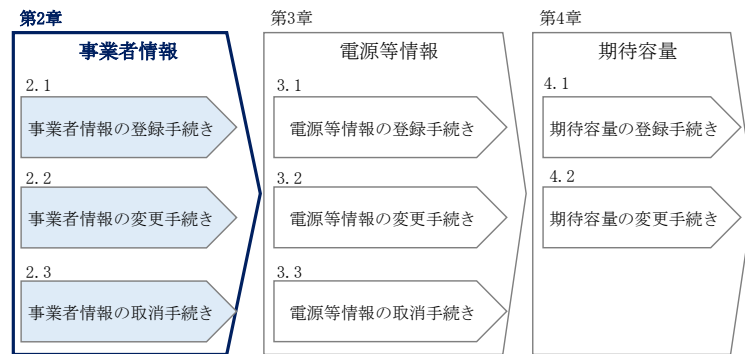 第2章
事業者情報
2.1
事業者情報の登録手続き
2.2
事業者情報の変更手続き
2.3
事業者情報の取消手続き
第3章
電源等情報
3.1
電源等情報の登録手続き
3.2
電源等情報の変更手続き
3.3
電源等情報の取消手続き
第4章
期待容量
4.1
期待容量の登録手続き
4.2
期待容量の変更手続き